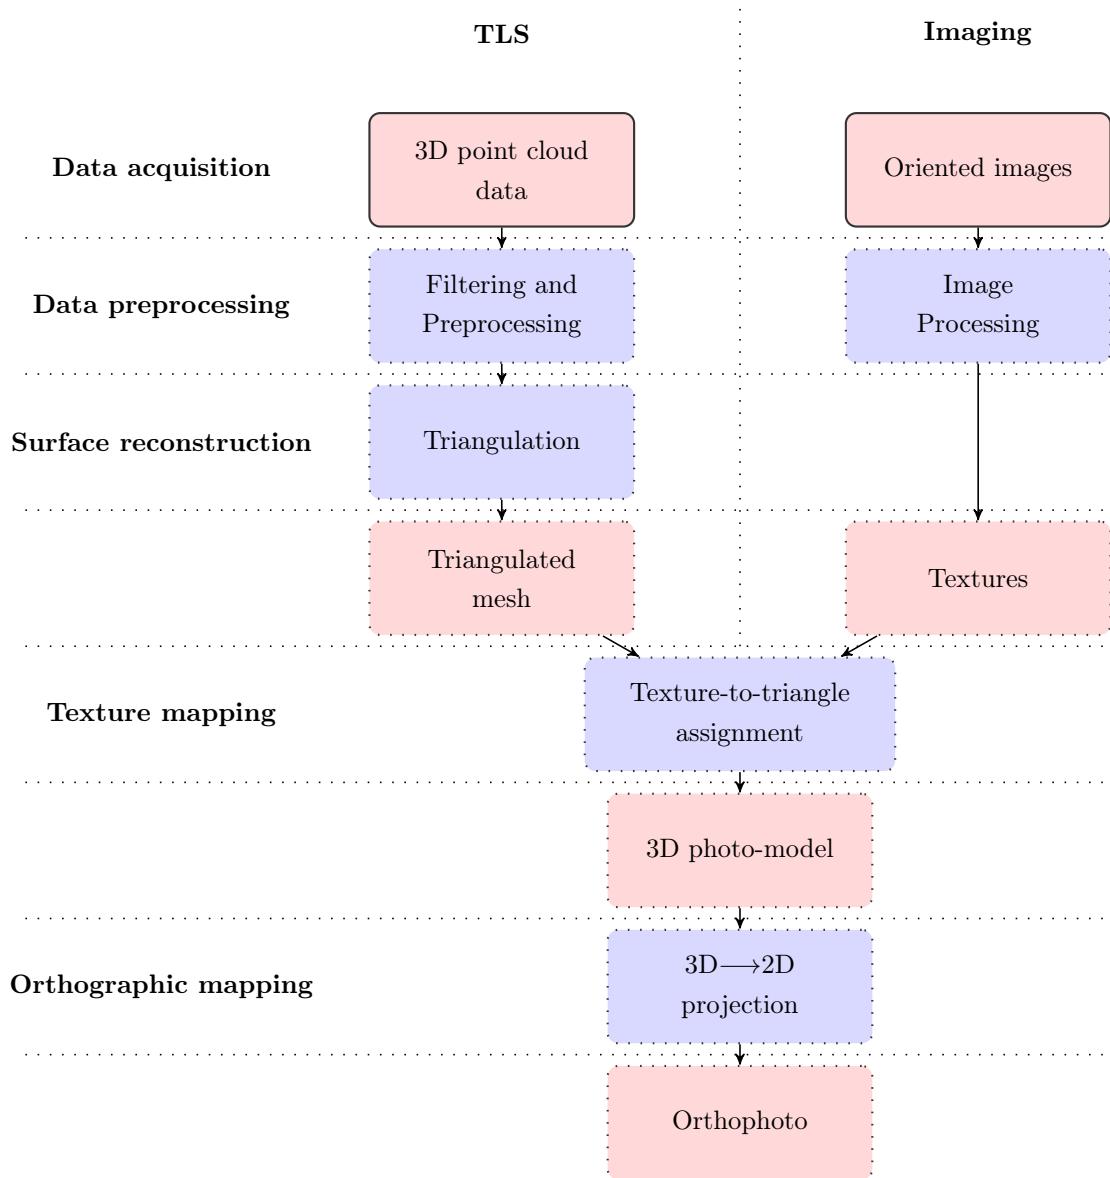 TLS
Imaging
Data acquisition
3D point cloud
data
Oriented images
Data preprocessing
Filtering and
Preprocessing
Image
Processing
Surface reconstruction
Triangulation
Triangulated
mesh
Textures
Texture mapping
Texture-to-triangle
assignment
3D photo-model
Orthographic mapping
3D⟶2D
projection
Orthophoto